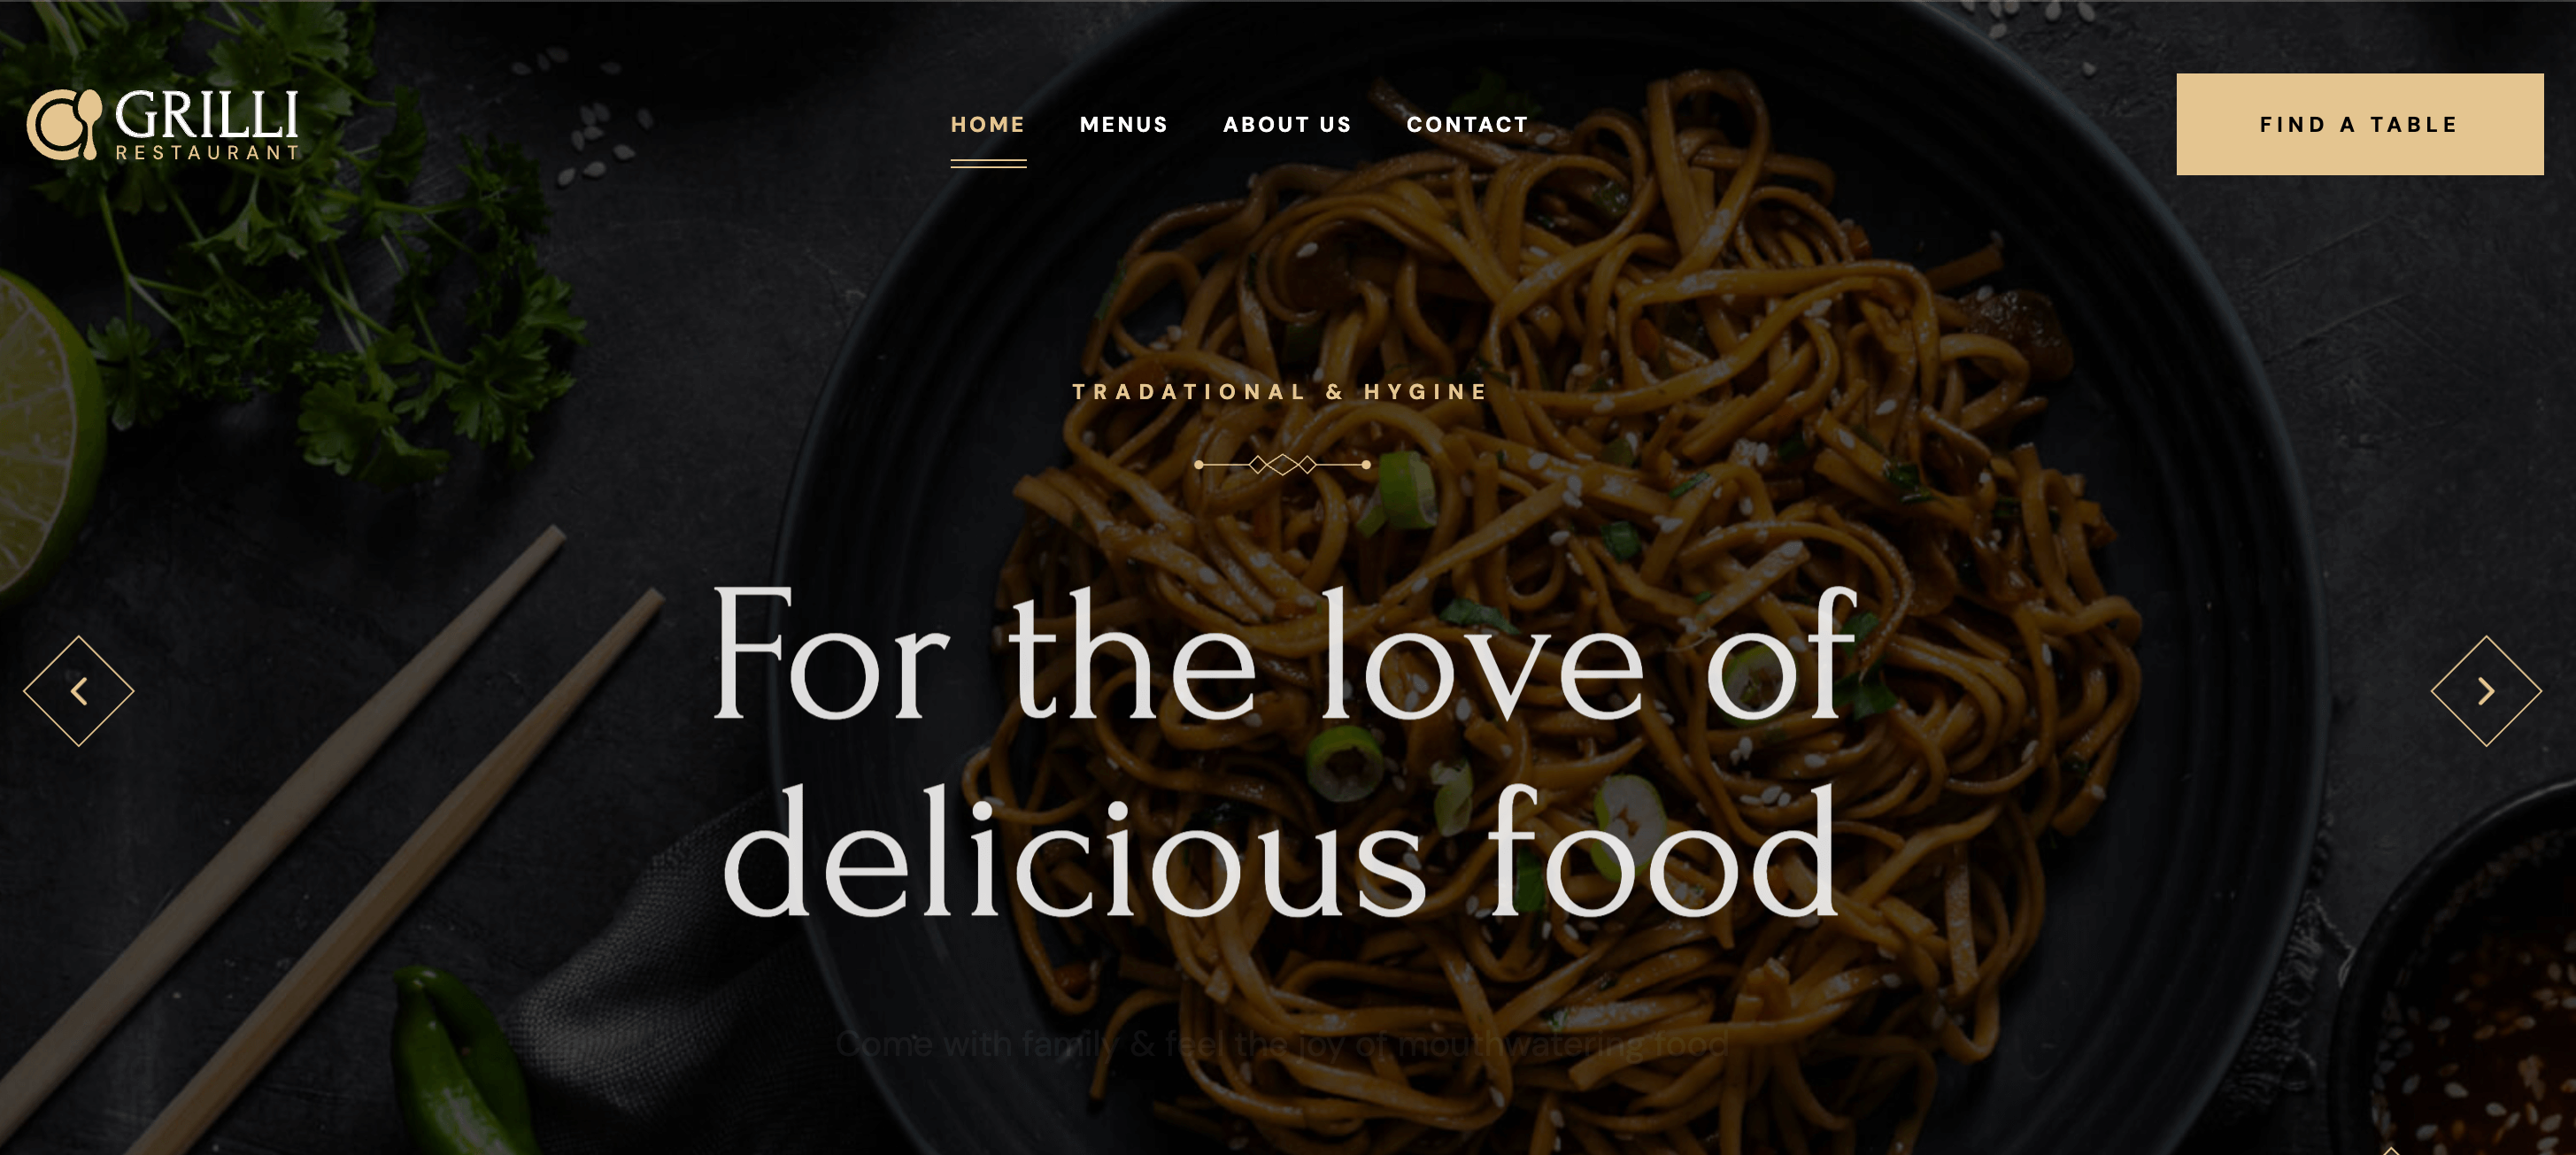 GRILLI
RESTAURANT
HOME MENUS ABOUT US CONTACT
FIND A TABLE
TRADATIONAL & HYGINE
For the love of
delicious food
Come with family & feel the joy of mouthwatering food